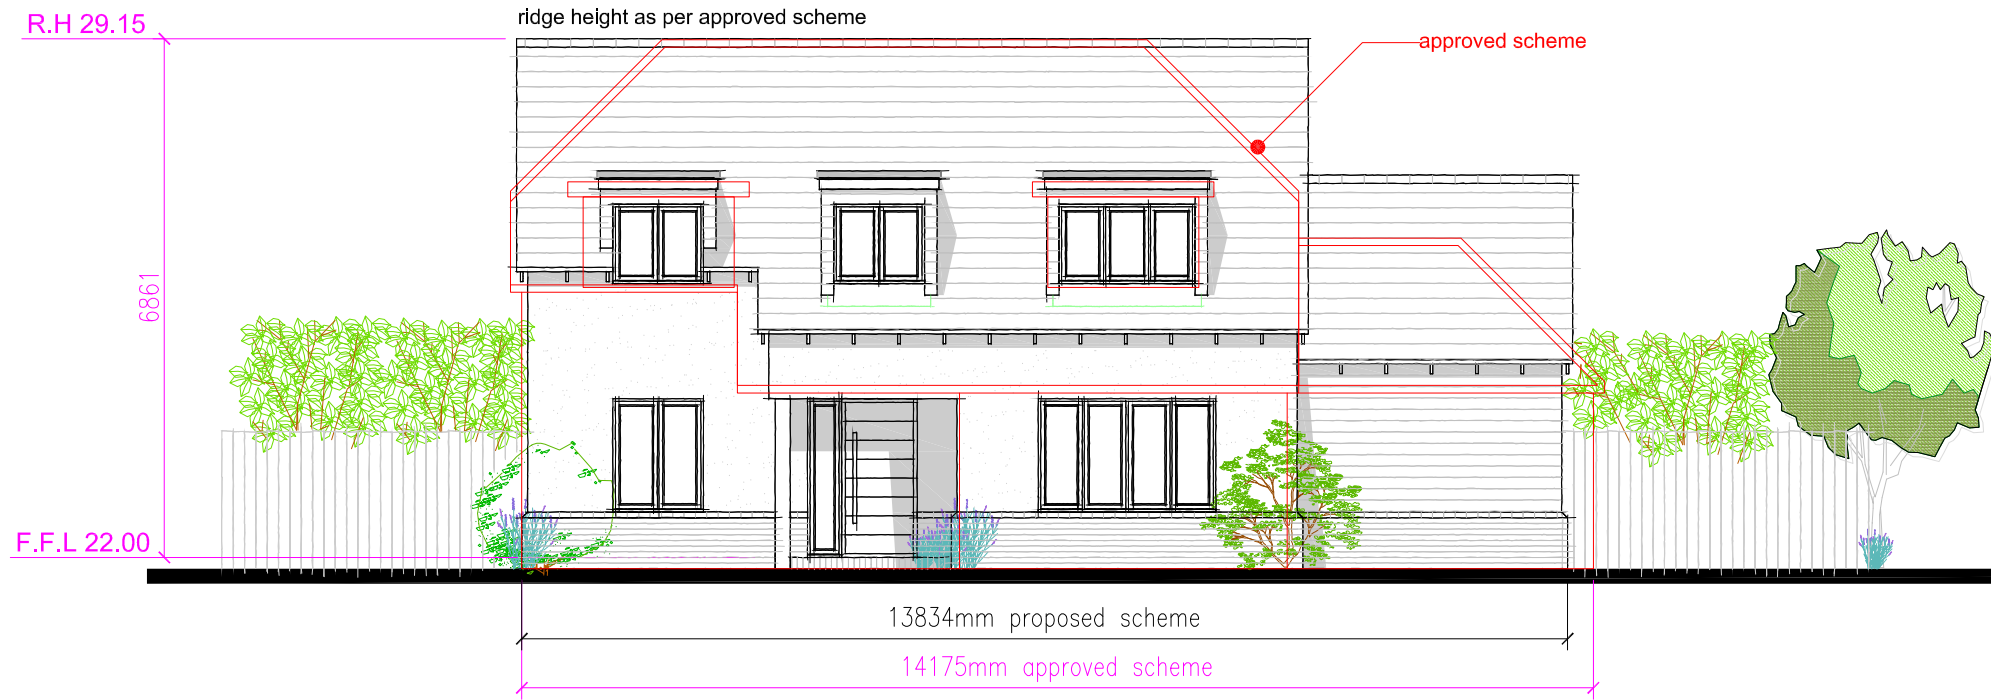 ridge height as per approved scheme
R.H 29.15
approved scheme
6861
F.F.L 22.00
13834mm proposed scheme
14175mm approved scheme